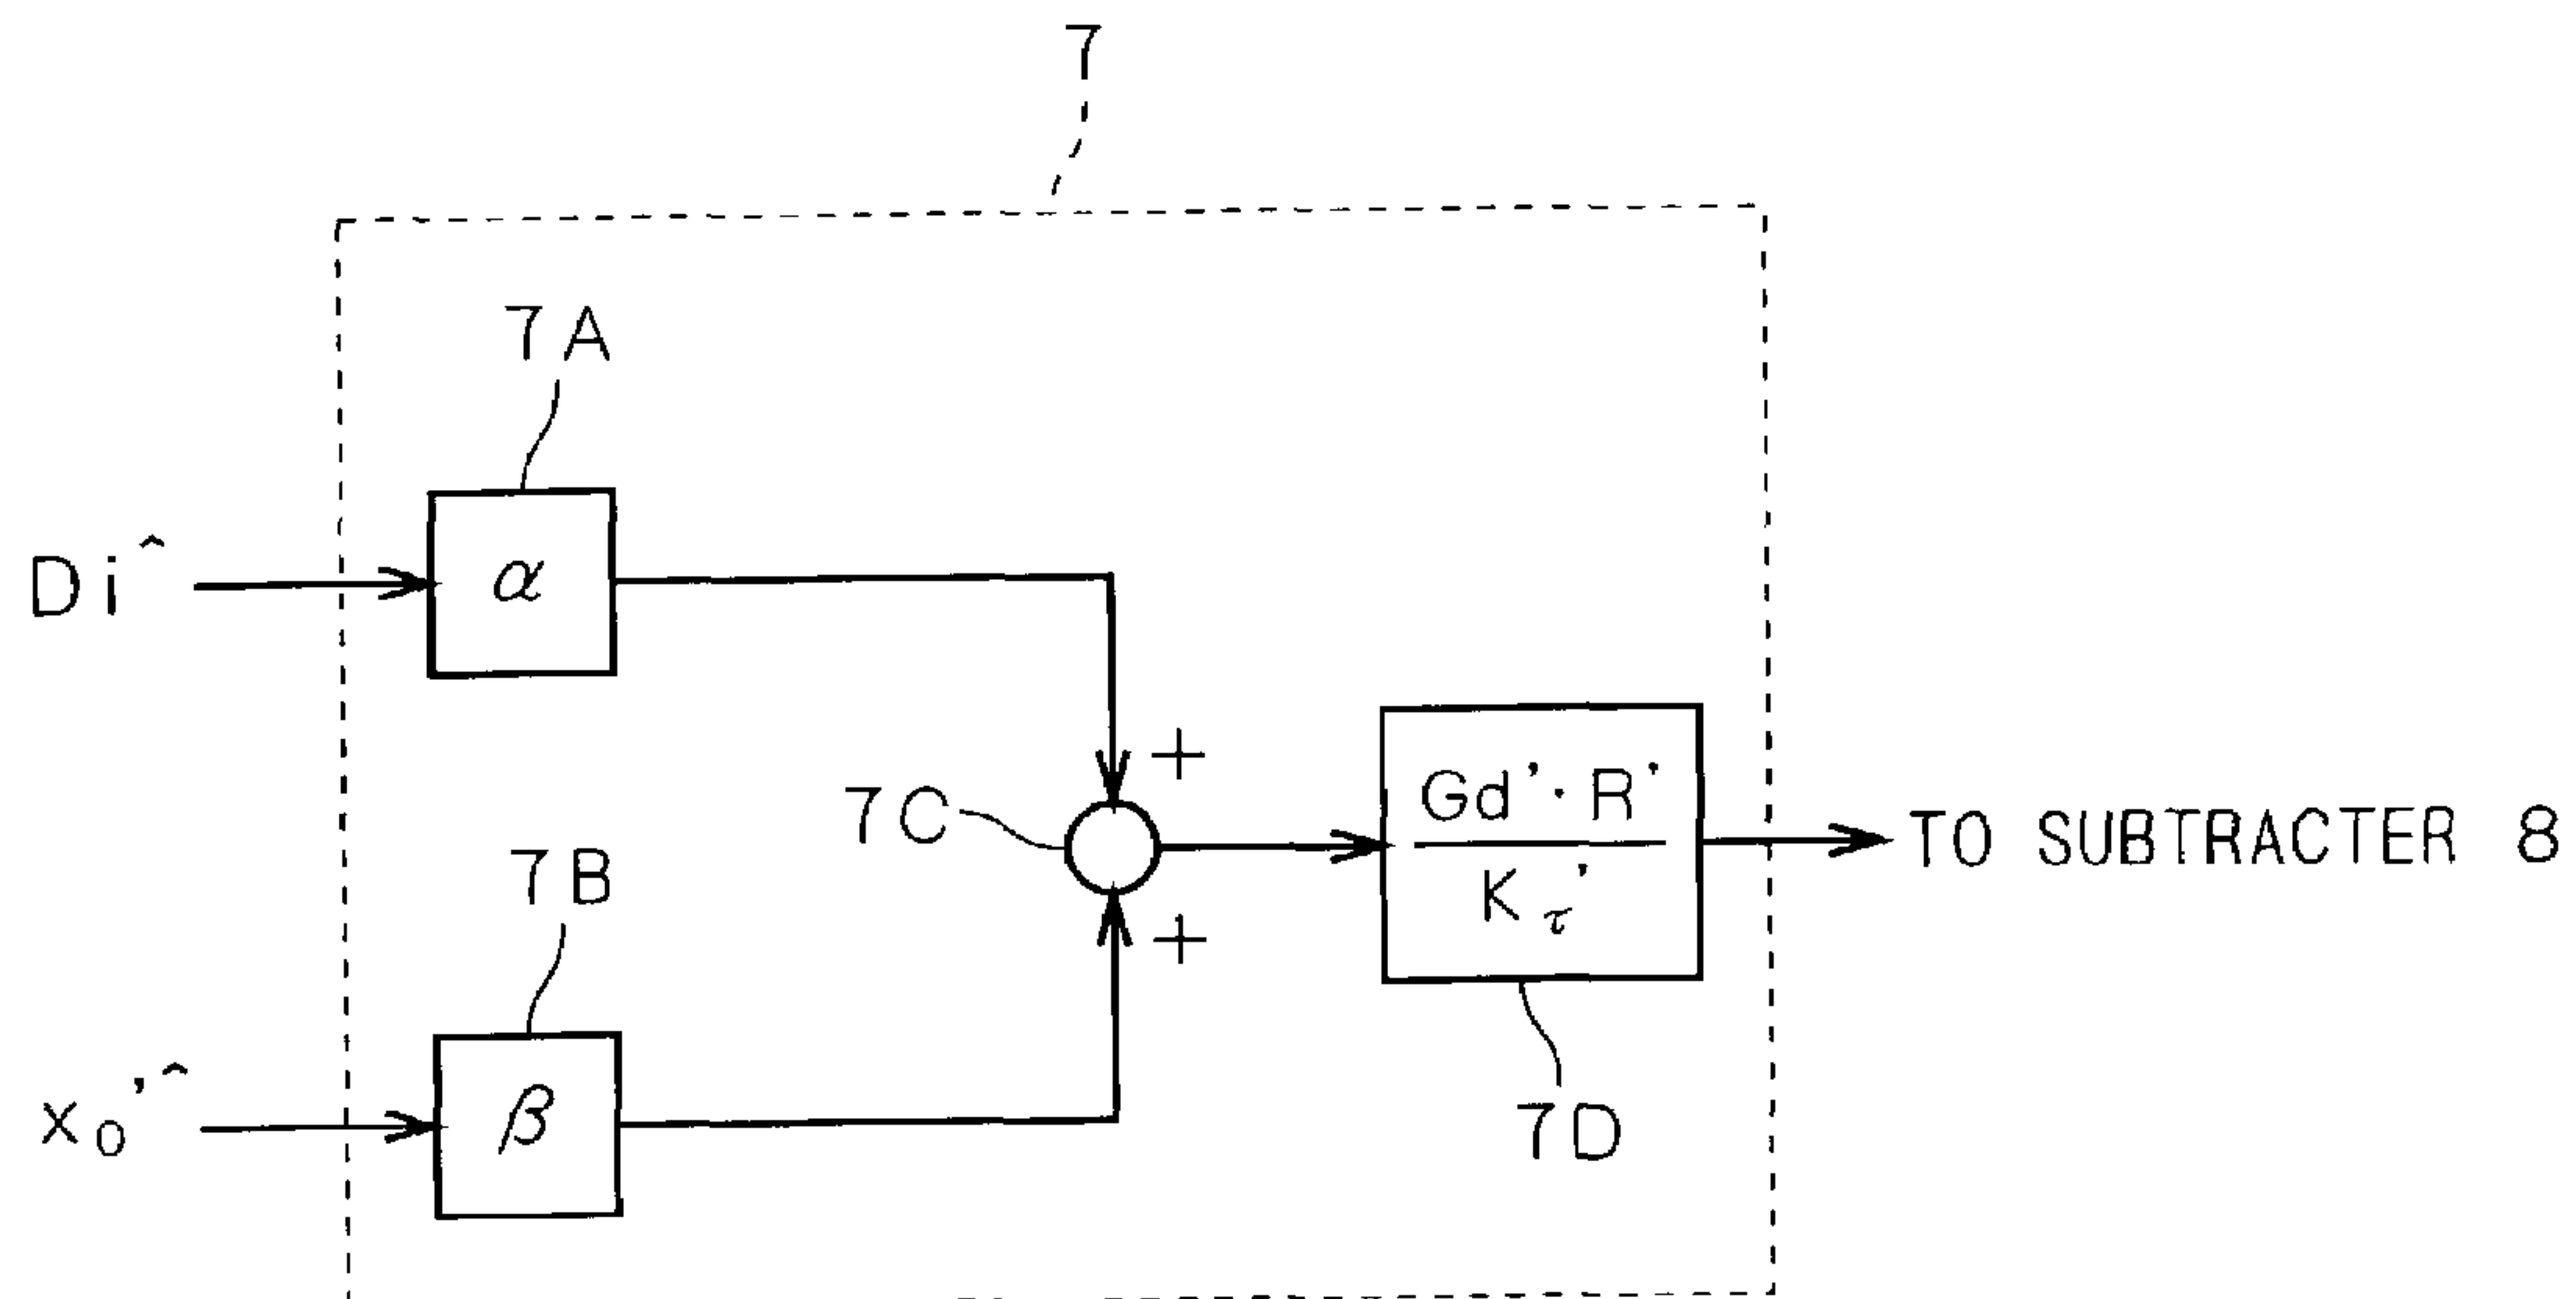 7
7A
Di^
α
+
7C
Gd'·R'
Kτ'
TO SUBTRACTER 8
7B
+
x₀'^
β
7D